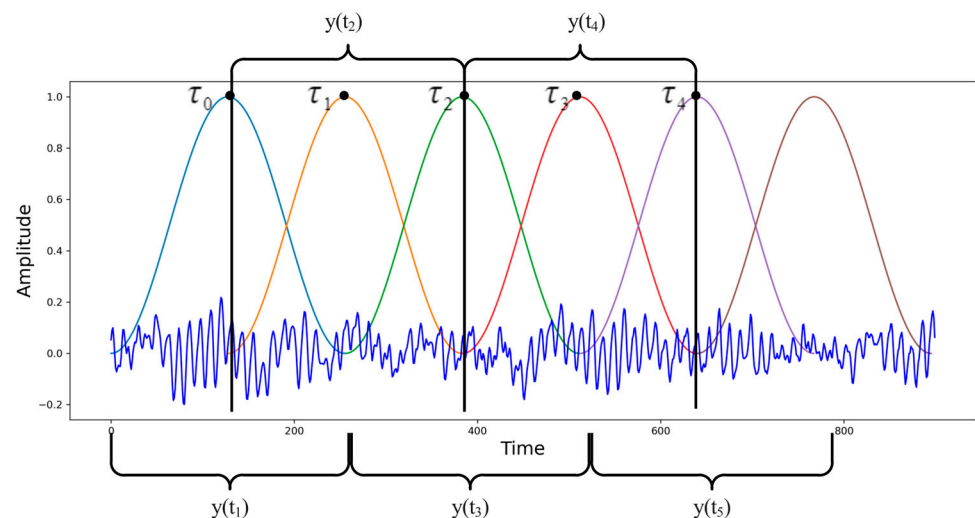 y(t₂) y(t₄)
τ₀ τ₁ τ₂ τ₃ τ₄
1.0
0.8
0.6
0.4
0.2
0.0
−0.2
Amplitude
0 200 400 600 800
Time
y(t₁) y(t₃) y(t₅)